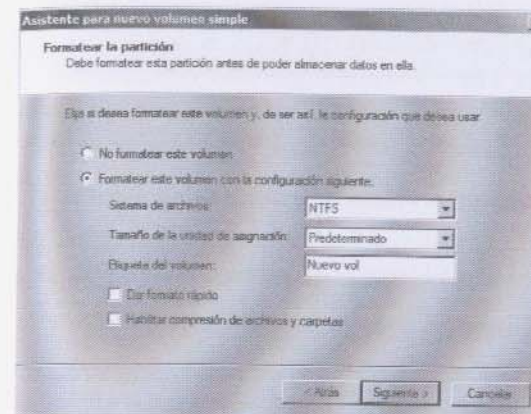 Asistente para nuevo volumen simple
Formatear la partición
Debe formatear esta partición antes de poder almacenar datos en ella.
Elija si desea formatear este volumen y, de ser así, la configuración que desea usar.
No formatear este volumen
Formatear este volumen con la configuración siguiente:
Sistema de archivos: NTFS
Tamaño de la unidad de asignación: Predeterminado
Etiqueta del volumen: Nuevo vol
Dar formato rápido
Habilitar compresión de archivos y carpetas
< Atrás Siguiente > Cancelar